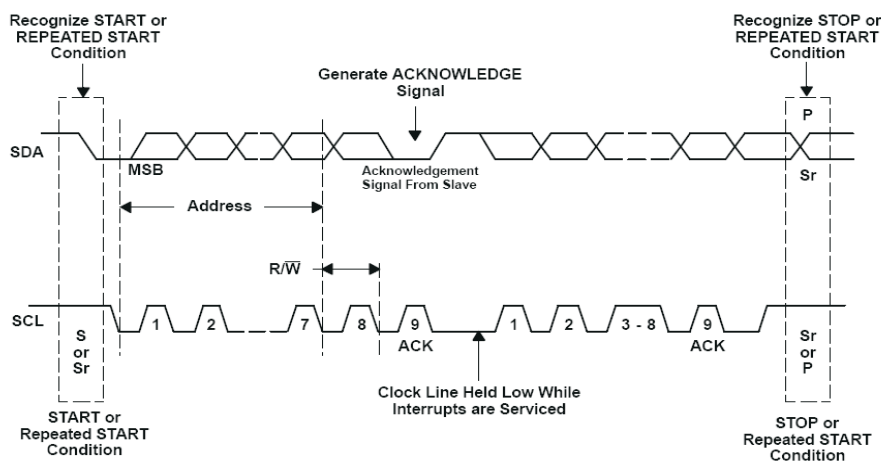 Recognize START or
REPEATED START
Condition
Recognize STOP or
REPEATED START
Condition
Generate ACKNOWLEDGE
Signal
P
SDA
MSB
Acknowledgement
Signal From Slave
Sr
Address
R/W̅
SCL
1
2
7
8
9
1
2
3 - 8
9
ACK
ACK
S
or
Sr
Sr
or
P
Clock Line Held Low While
Interrupts are Serviced
START or
Repeated START
Condition
STOP or
Repeated START
Condition